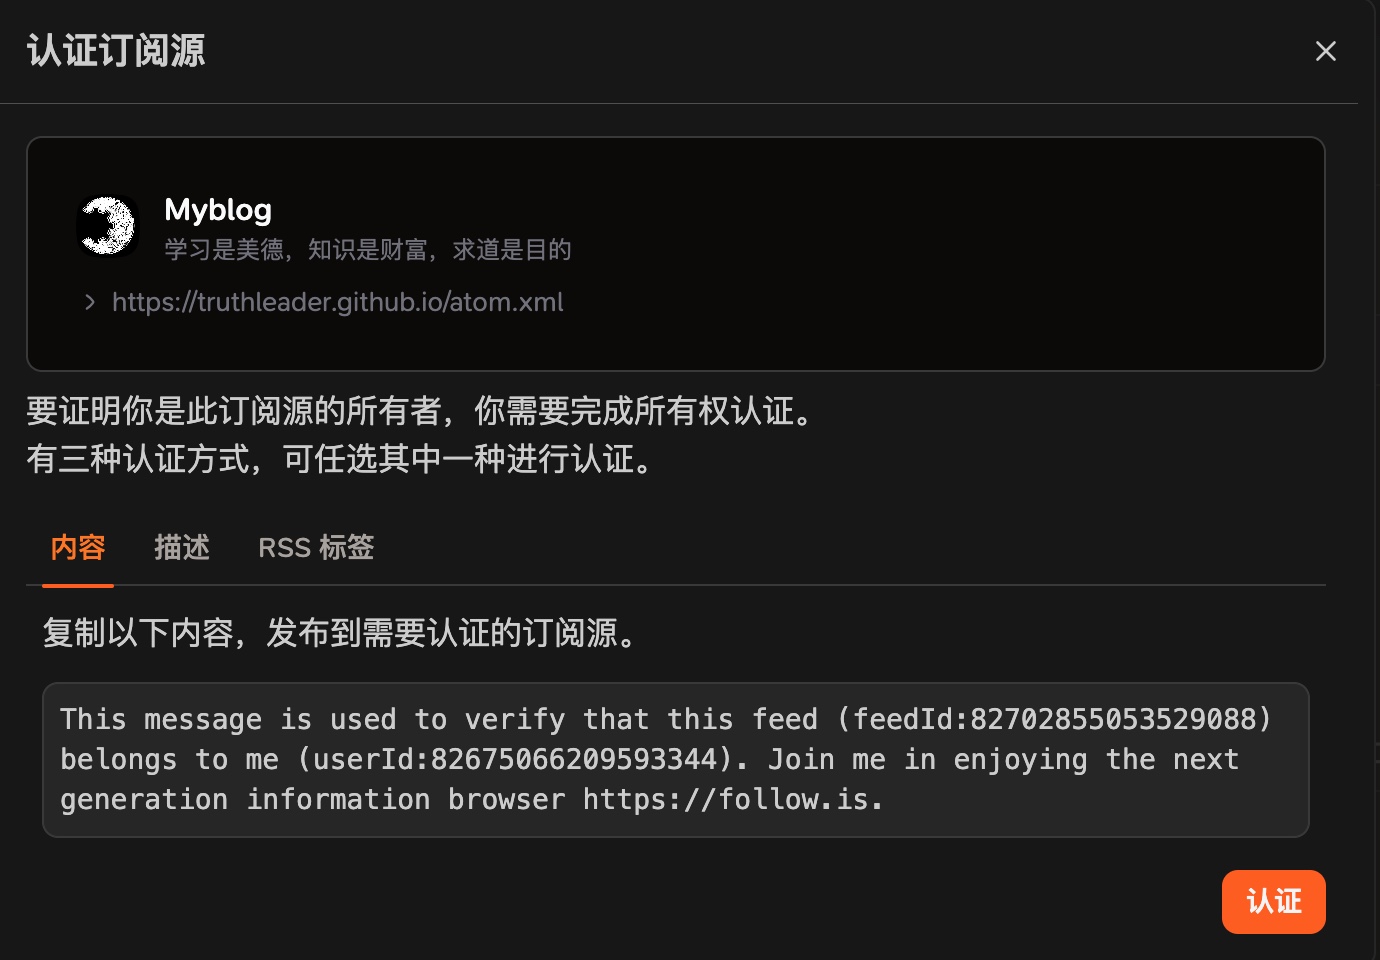 认证订阅源
Myblog
学习是美德，知识是财富，求道是目的
https://truthleader.github.io/atom.xml
要证明你是此订阅源的所有者，你需要完成所有权认证。
有三种认证方式，可任选其中一种进行认证。
内容 描述 RSS 标签
复制以下内容，发布到需要认证的订阅源。
This message is used to verify that this feed (feedId:82702855053529088)
belongs to me (userId:82675066209593344). Join me in enjoying the next
generation information browser https://follow.is.
认证